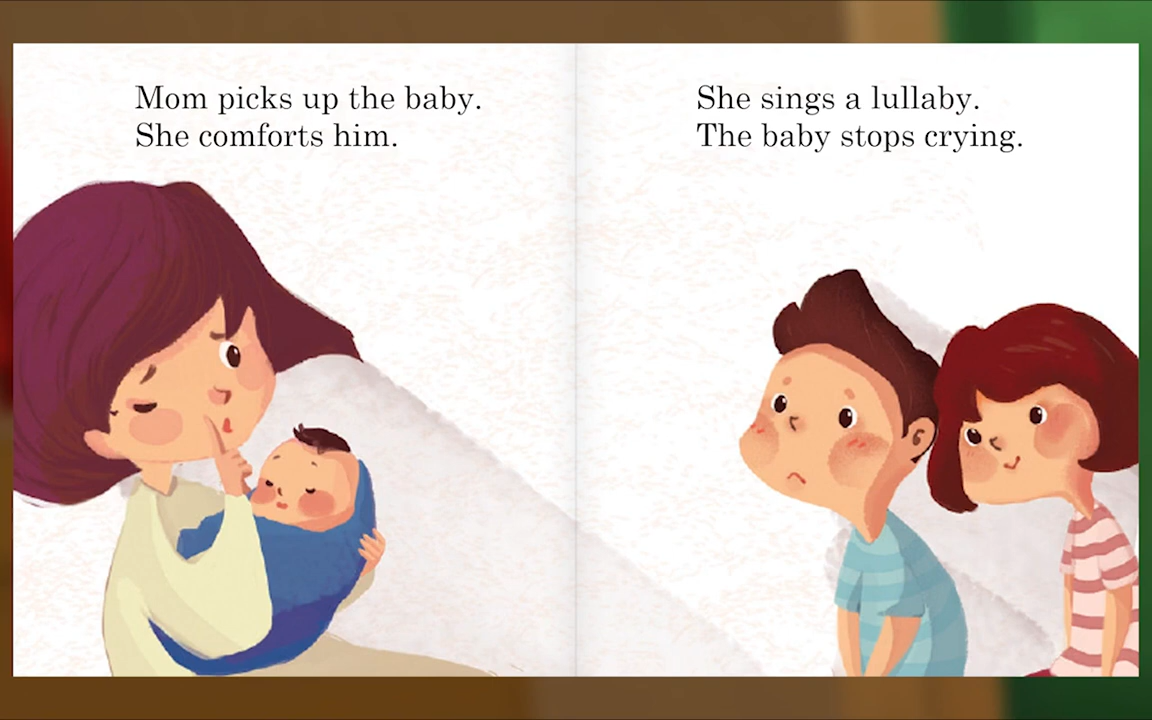 Mom picks up the baby.
She comforts him.
She sings a lullaby.
The baby stops crying.